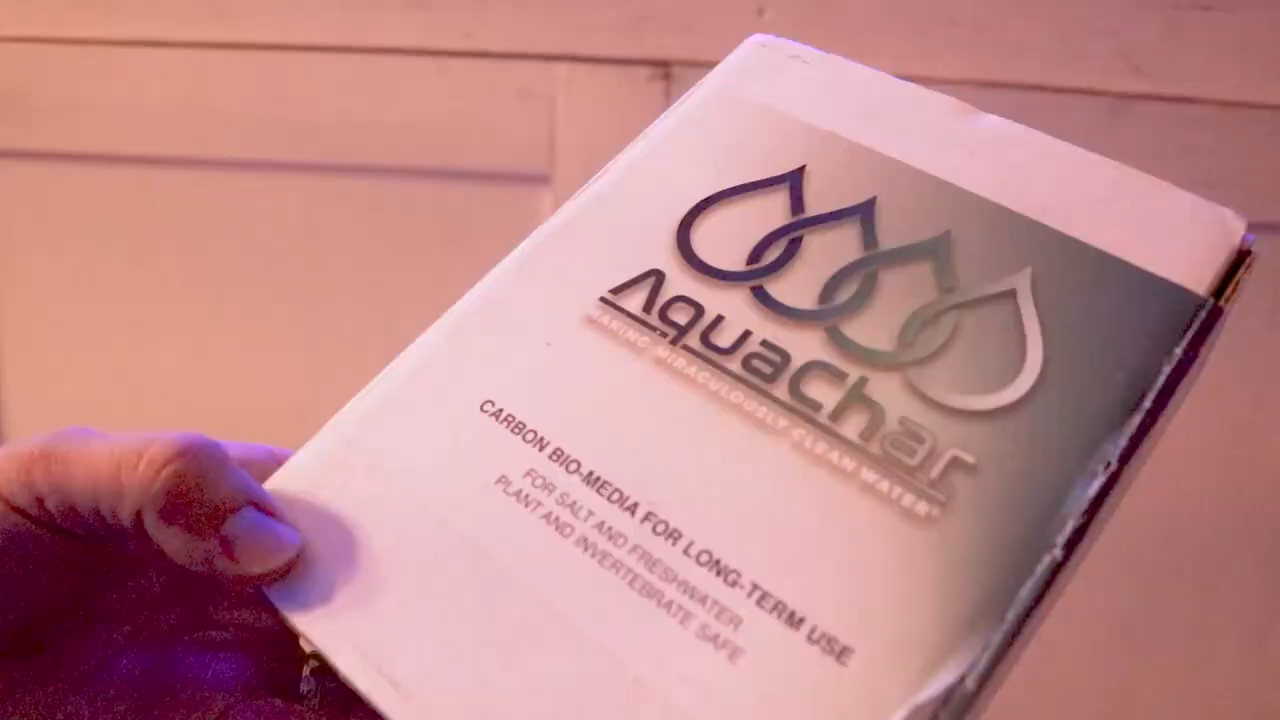 AquaChar
MAKING MIRACULOUSLY CLEAN WATER®
CARBON BIO-MEDIA FOR LONG-TERM USE
FOR SALT AND FRESHWATER
PLANT AND INVERTEBRATE SAFE